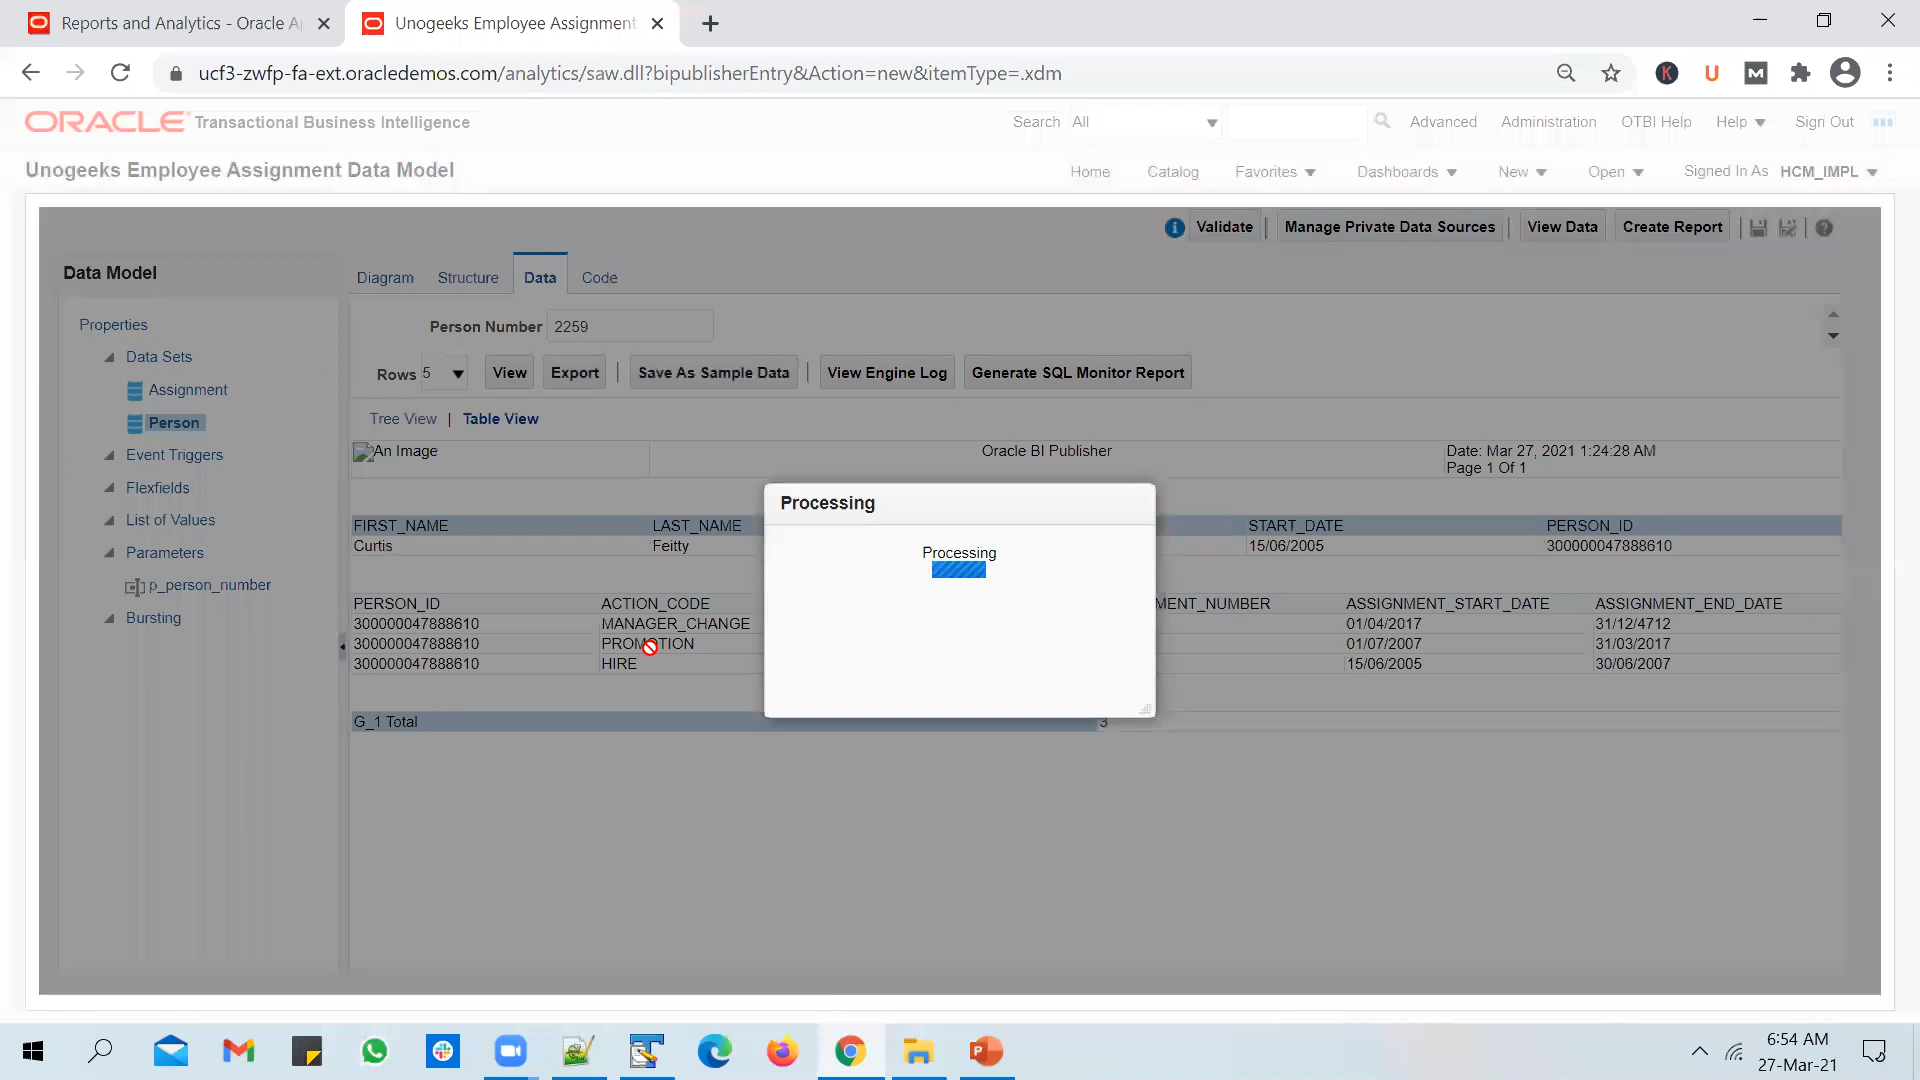 Reports and Analytics - Oracle A
Unogeeks Employee Assignment
ucf3-zwfp-fa-ext.oracledemos.com/analytics/saw.dll?bipublisherEntry&Action=new&itemType=.xdm
ORACLE Transactional Business Intelligence
Search All Advanced Administration OTBI Help Help Sign Out
Unogeeks Employee Assignment Data Model
Home Catalog Favorites Dashboards New Open Signed In As HCM_IMPL
Validate Manage Private Data Sources View Data Create Report
Data Model
Diagram Structure Data Code
Properties
Data Sets
Assignment
Person
Event Triggers
Flexfields
List of Values
Parameters
p_person_number
Bursting
Person Number 2259
Rows 5 View Export Save As Sample Data View Engine Log Generate SQL Monitor Report
Tree View | Table View
An Image Oracle BI Publisher Date: Mar 27, 2021 1:24:28 AM
Page 1 Of 1
FIRST_NAME LAST_NAME START_DATE PERSON_ID
Curtis Feitty 15/06/2005 300000047888610
PERSON_ID ACTION_CODE MENT_NUMBER ASSIGNMENT_START_DATE ASSIGNMENT_END_DATE
300000047888610 MANAGER_CHANGE 01/04/2017 31/12/4712
300000047888610 PROMOTION 01/07/2007 31/03/2017
300000047888610 HIRE 15/06/2005 30/06/2007
G_1 Total 3
Processing
Processing
6:54 AM
27-Mar-21